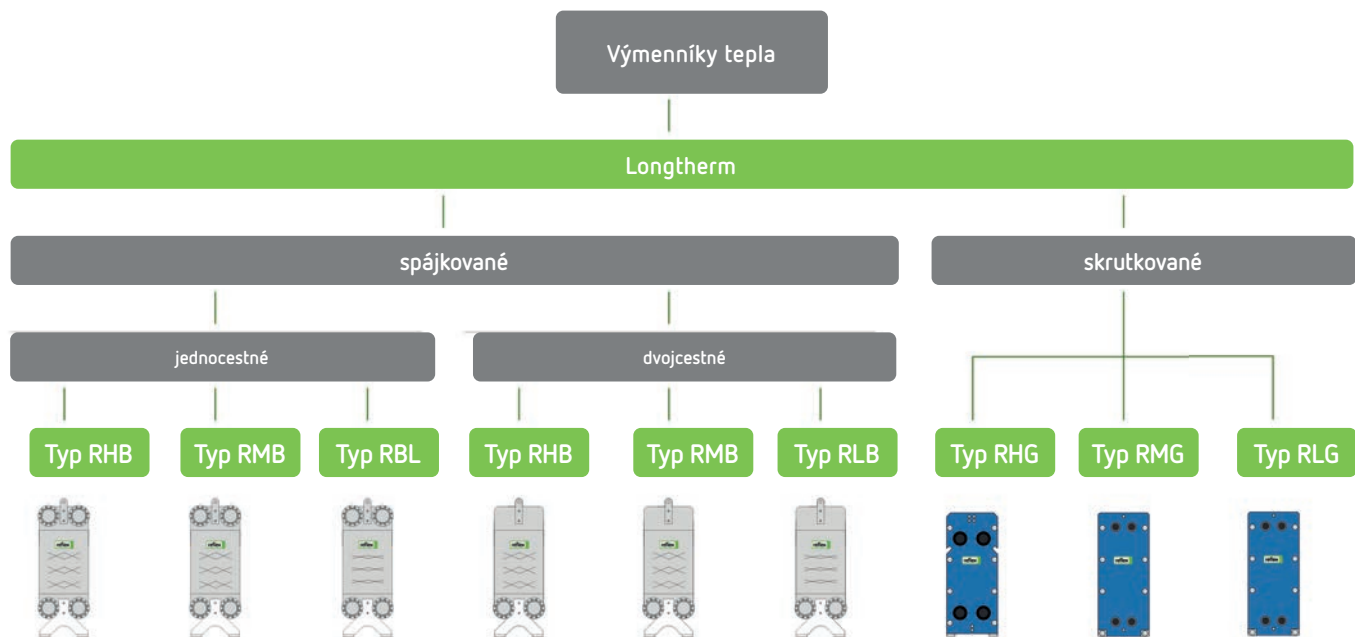 Výmenníky tepla
Longtherm
spájkované
skrutkované
jednocestné
dvojcestné
Typ RHB
Typ RMB
Typ RBL
Typ RHB
Typ RMB
Typ RLB
Typ RHG
Typ RMG
Typ RLG